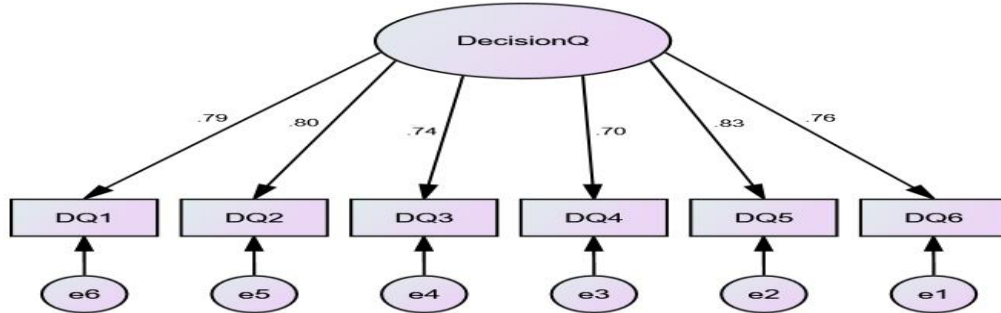 DecisionQ
.79 .80 .74 .70 .83 .76
DQ1 DQ2 DQ3 DQ4 DQ5 DQ6
e6 e5 e4 e3 e2 e1